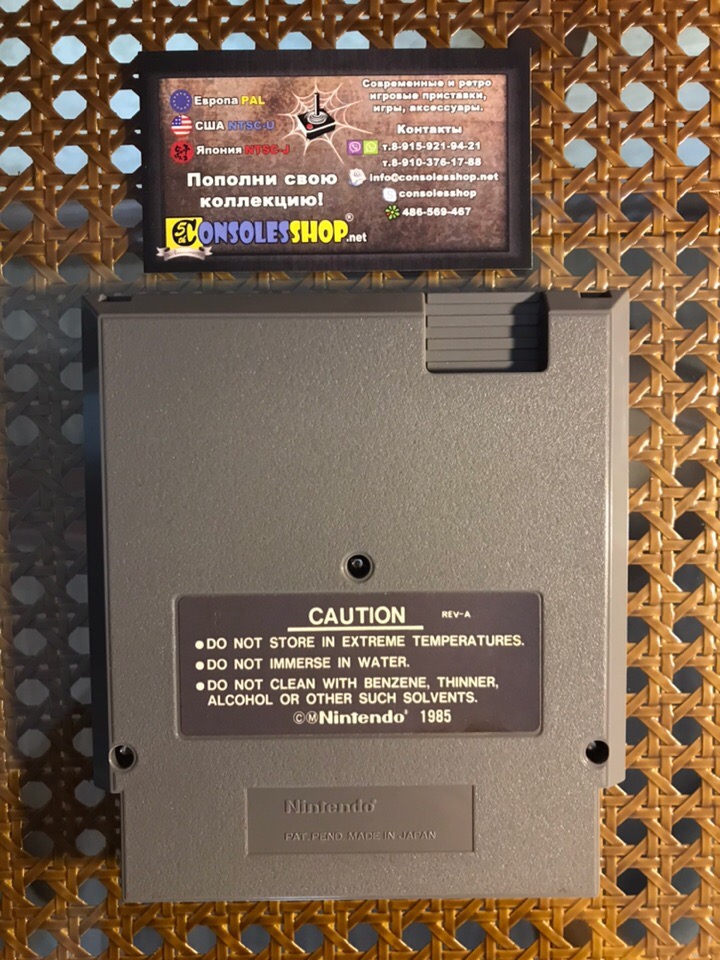 Европа PAL
США NTSC-U
Япония NTSC-J
Пополни свою
коллекцию!
CONSOLESSHOP.net
Современные и ретро
игровые приставки,
игры, аксессуары.
Контакты
т.8-915-921-94-21
т.8-910-376-17-88
info@consolesshop.net
consolesshop
486-569-467
CAUTION REV-A
●DO NOT STORE IN EXTREME TEMPERATURES.
●DO NOT IMMERSE IN WATER.
●DO NOT CLEAN WITH BENZENE, THINNER,
ALCOHOL OR OTHER SUCH SOLVENTS.
©ⓂNintendo® 1985
Nintendo®
PAT. PEND. MADE IN JAPAN